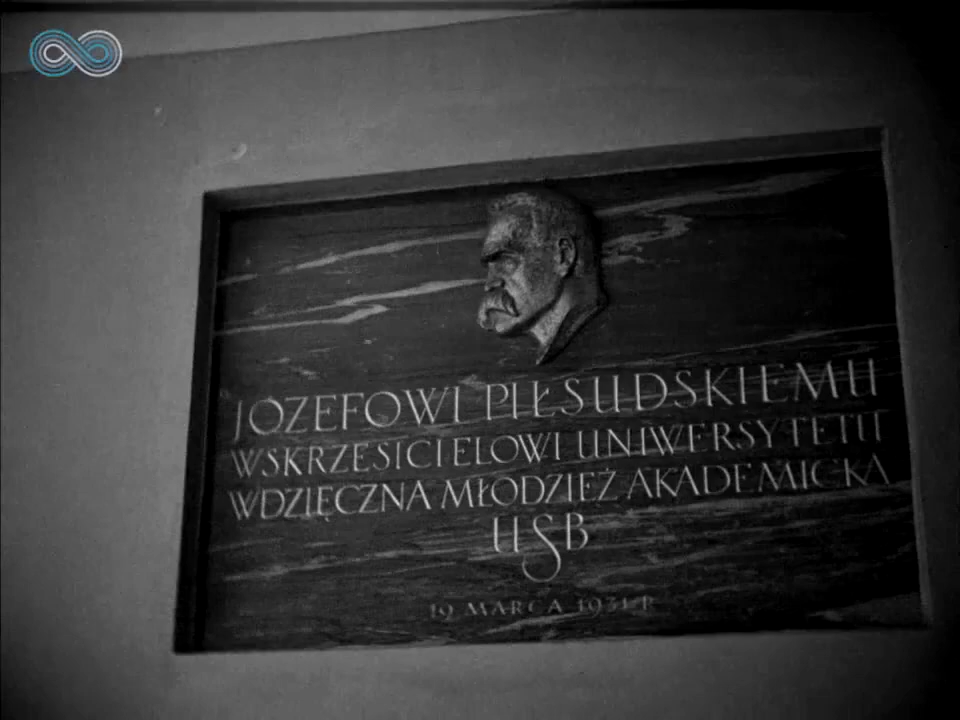 JÓZEFOWI PIŁSUDSKIEMU
WSKRZESICIELOWI UNIWERSYTETU
WDZIĘCZNA MŁODZIEŻ AKADEMICKA
USB
19 MARCA 1931 R